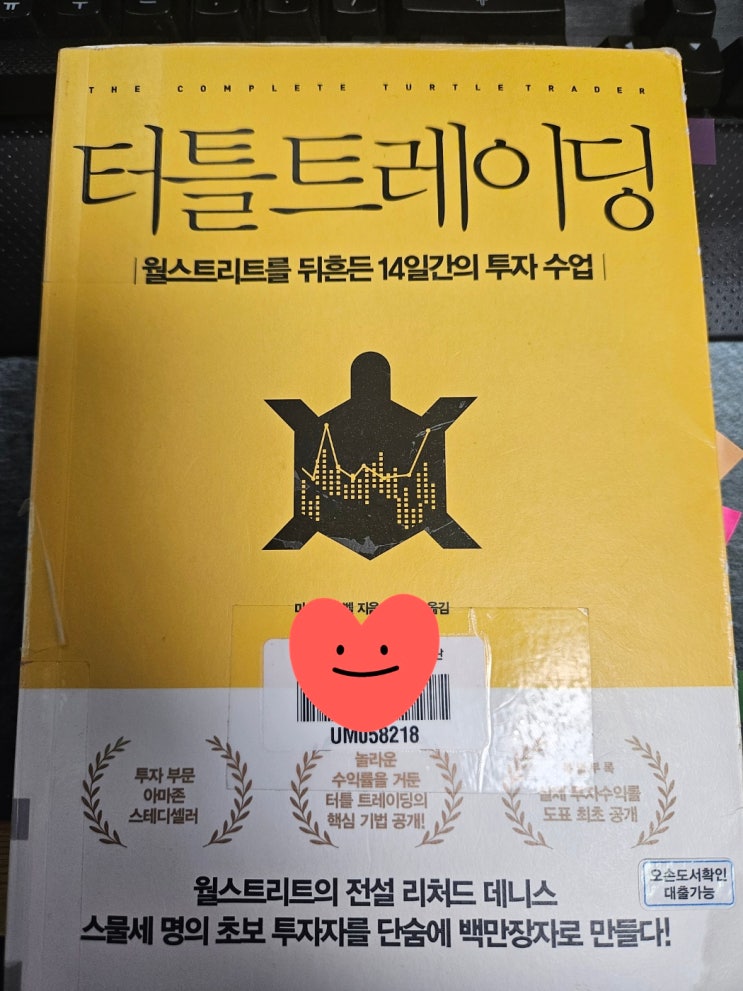 THE COMPLETE TURTLETRADER
터틀트레이딩
월스트리트를 뒤흔든 14일간의 투자 수업
지음 옮김
UM058218
투자 부문
아마존
스테디셀러
놀라운
수익률을 거둔
터틀 트레이딩의
핵심 기법 공개!
실제 투자수익률
도표 최초 공개
오손도서확인
대출가능
월스트리트의 전설 리처드 데니스
스물세 명의 초보 투자자를 단숨에 백만장자로 만들다!